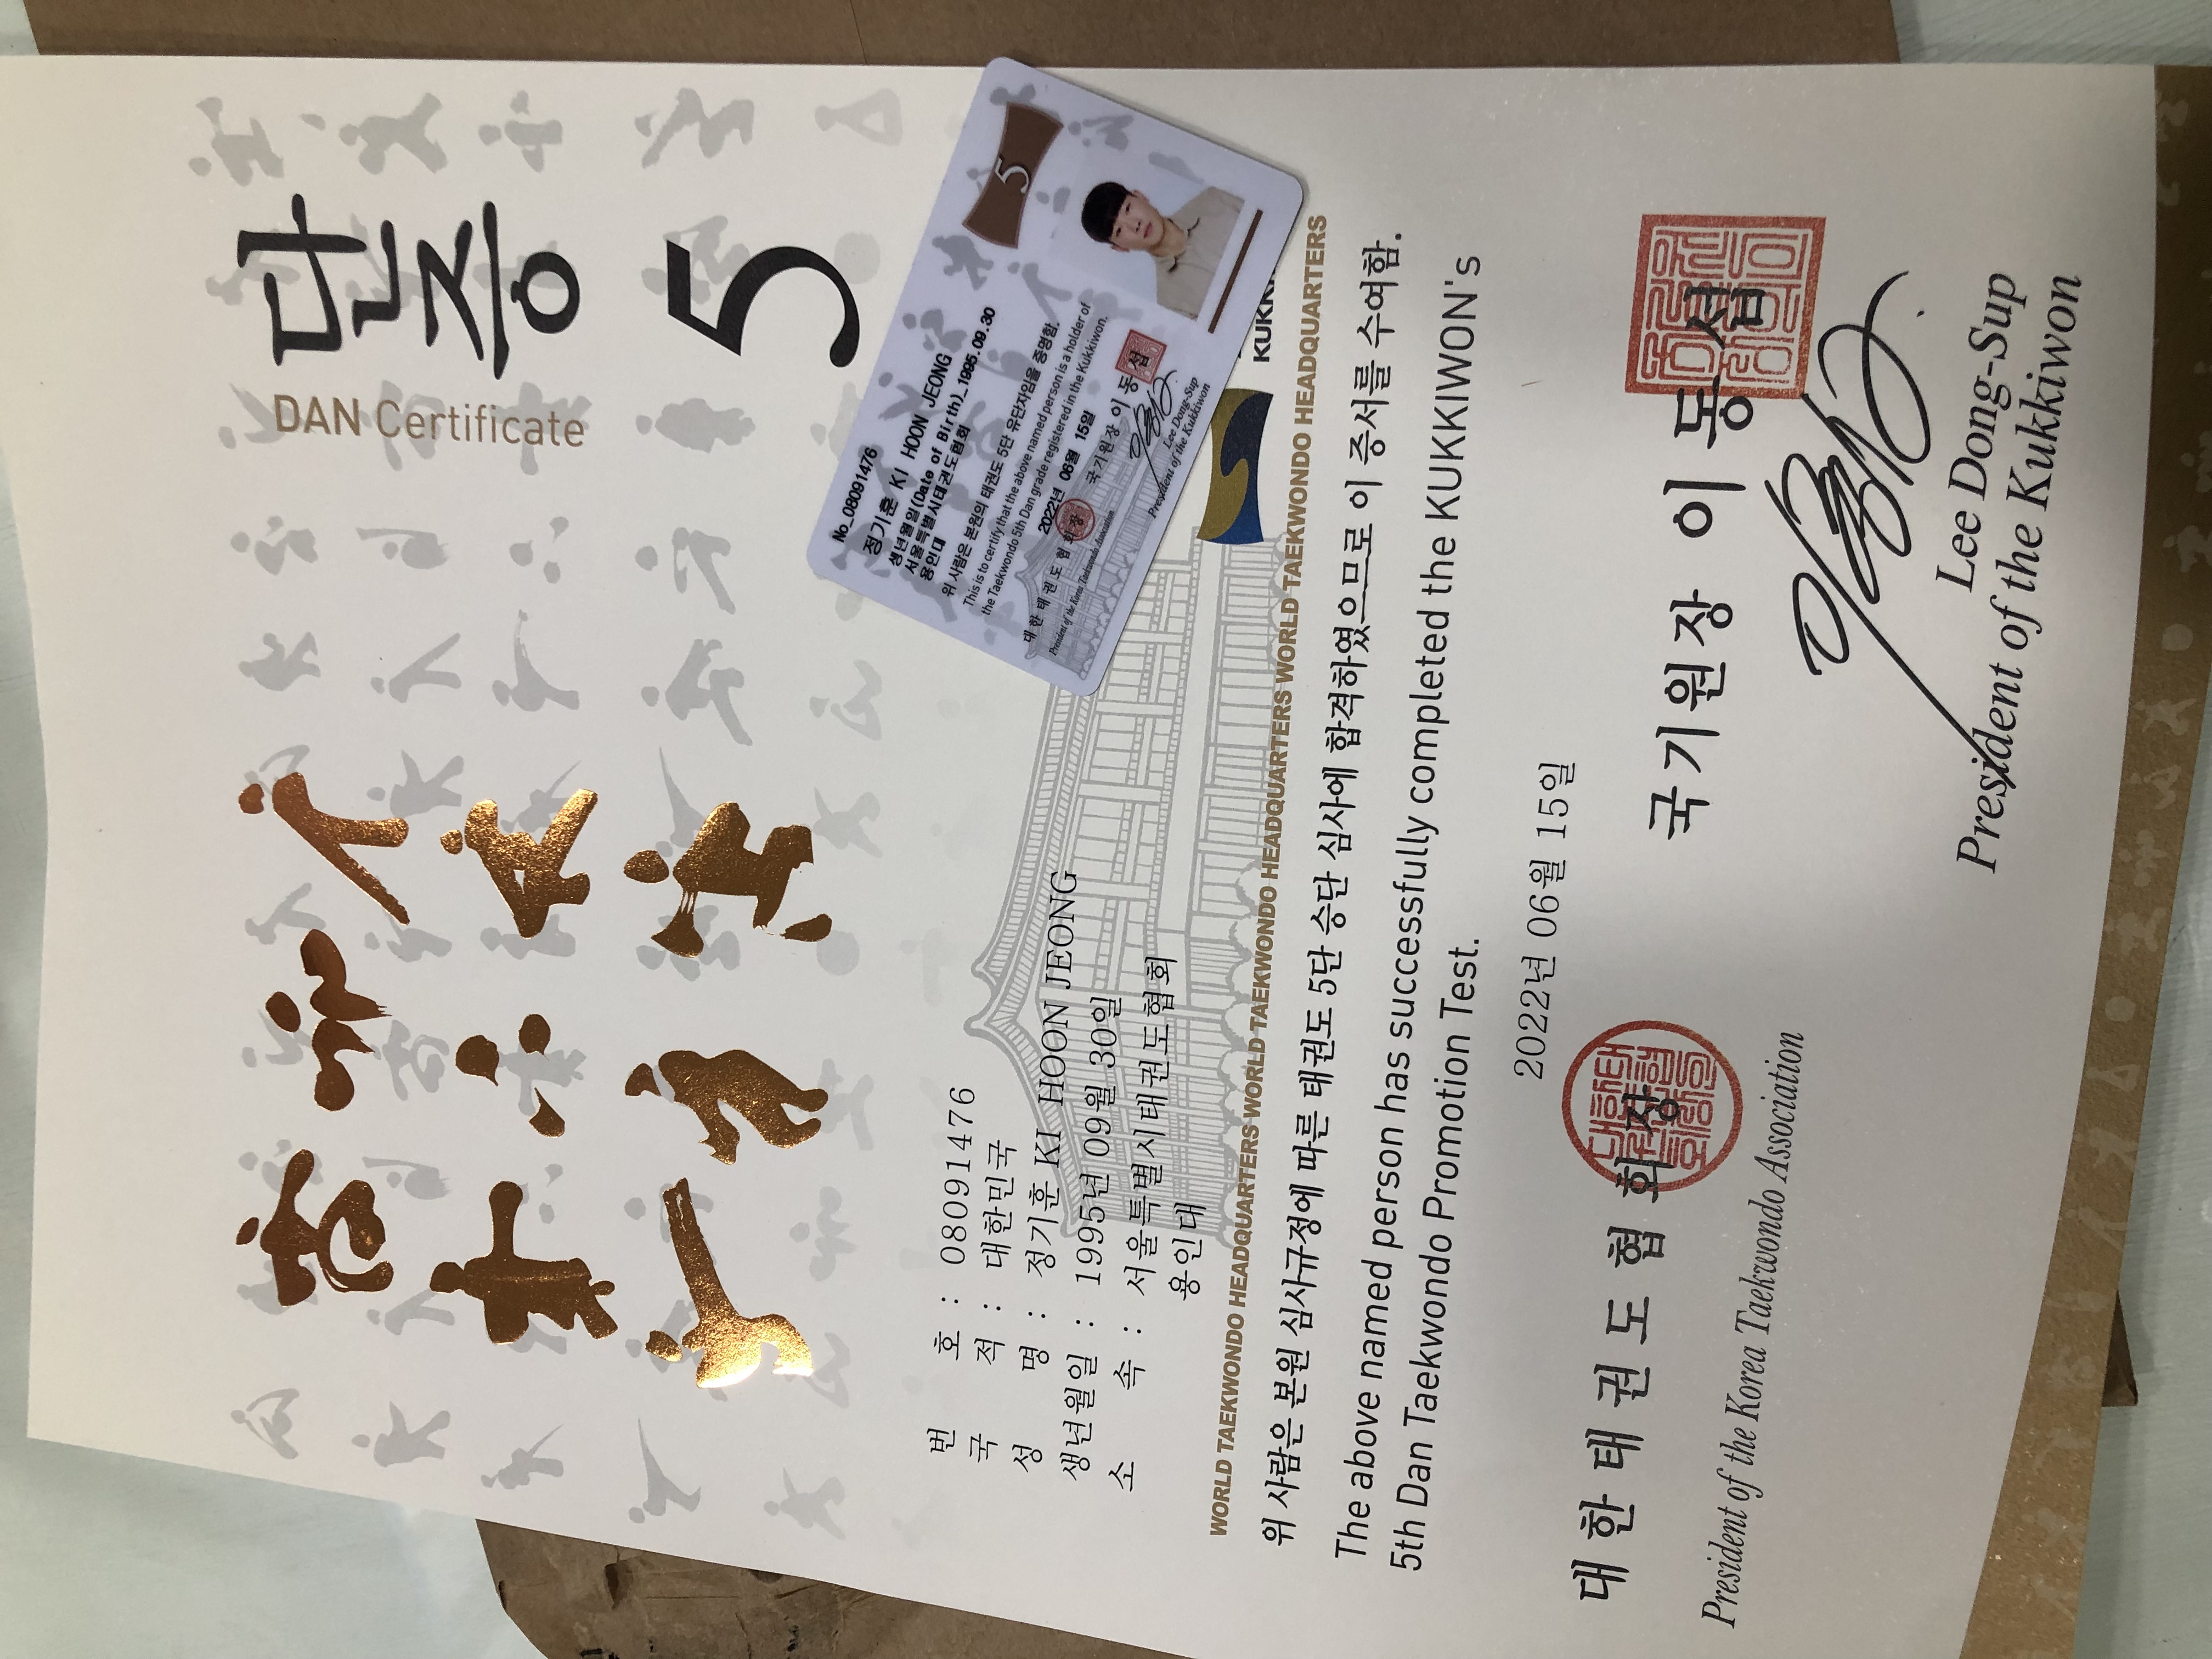 단증
DAN Certificate
5
번 호 : 08091476
국 적 : 대한민국
성 명 : 정기훈 KI HOON JEONG
생년월일 : 1995년 09월 30일
소 속 : 서울특별시태권도협회
용인대
KUKKI
WORLD TAEKWONDO HEADQUARTERS WORLD TAEKWONDO HEADQUARTERS WORLD TAEKWONDO HEADQUARTERS
위 사람은 본원 심사규정에 따른 태권도 5단 승단 심사에 합격하였으므로 이 증서를 수여함.
The above named person has successfully completed the KUKKIWON's
5th Dan Taekwondo Promotion Test.
2022년 06월 15일
대한태권도협회장
President of the Korea Taekwondo Association
국기원장 이동섭
Lee Dong-Sup
President of the Kukkiwon
5
No_08091476
정기훈 KI HOON JEONG
생년월일(Date of Birth)_1995.09.30
서울특별시태권도협회
용인대
위 사람은 본원의 태권도 5단 유단자임을 증명함.
This is to certify that the above named person is a holder of
the Taekwondo 5th Dan grade registered in the Kukkiwon.
2022년 06월 15일
대한태권도협회장
President of the Korea Taekwondo Association
국기원장 이동섭
Lee Dong-Sup
President of the Kukkiwon